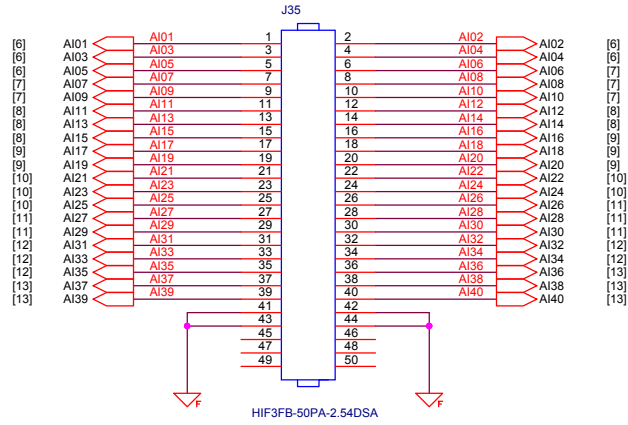 J35
[6] AI01 AI01 1 2 AI02 AI02 [6]
[6] AI03 AI03 3 4 AI04 AI04 [6]
[6] AI05 AI05 5 6 AI06 AI06 [7]
[7] AI07 AI07 7 8 AI08 AI08 [7]
[7] AI09 AI09 9 10 AI10 AI10 [7]
[8] AI11 AI11 11 12 AI12 AI12 [8]
[8] AI13 AI13 13 14 AI14 AI14 [8]
[8] AI15 AI15 15 16 AI16 AI16 [9]
[9] AI17 AI17 17 18 AI18 AI18 [9]
[9] AI19 AI19 19 20 AI20 AI20 [9]
[10] AI21 AI21 21 22 AI22 AI22 [10]
[10] AI23 AI23 23 24 AI24 AI24 [10]
[10] AI25 AI25 25 26 AI26 AI26 [11]
[11] AI27 AI27 27 28 AI28 AI28 [11]
[11] AI29 AI29 29 30 AI30 AI30 [11]
[12] AI31 AI31 31 32 AI32 AI32 [12]
[12] AI33 AI33 33 34 AI34 AI34 [12]
[12] AI35 AI35 35 36 AI36 AI36 [13]
[13] AI37 AI37 37 38 AI38 AI38 [13]
[13] AI39 AI39 39 40 AI40 AI40 [13]
41 42
43 44
45 46
47 48
49 50
F F
HIF3FB-50PA-2.54DSA